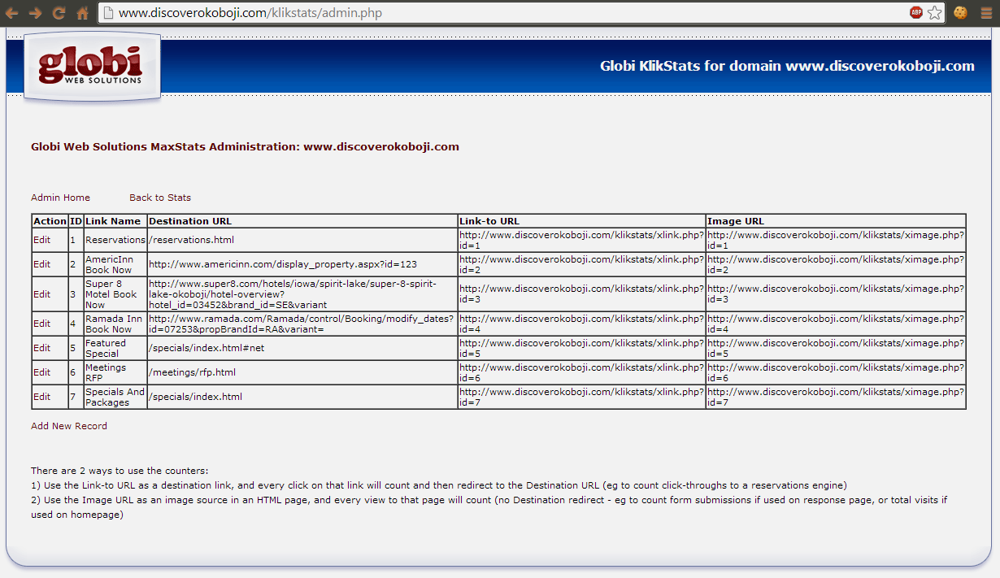 www.discoverokoboji.com/klikstats/admin.php
ABP
globi
WEB SOLUTIONS
Globi KlikStats for domain www.discoverokoboji.com
Globi Web Solutions MaxStats Administration: www.discoverokoboji.com
Admin Home Back to Stats
Action ID Link Name Destination URL Link-to URL Image URL
Edit 1 Reservations /reservations.html http://www.discoverokoboji.com/klikstats/xlink.php?id=1 http://www.discoverokoboji.com/klikstats/ximage.php?id=1
Edit 2 AmericInn Book Now http://www.americinn.com/display_property.aspx?id=123 http://www.discoverokoboji.com/klikstats/xlink.php?id=2 http://www.discoverokoboji.com/klikstats/ximage.php?id=2
Edit 3 Super 8 Motel Book Now http://www.super8.com/hotels/iowa/spirit-lake/super-8-spirit-lake-okoboji/hotel-overview?hotel_id=03452&brand_id=SE&variant http://www.discoverokoboji.com/klikstats/xlink.php?id=3 http://www.discoverokoboji.com/klikstats/ximage.php?id=3
Edit 4 Ramada Inn Book Now http://www.ramada.com/Ramada/control/Booking/modify_dates?id=07253&propBrandId=RA&variant= http://www.discoverokoboji.com/klikstats/xlink.php?id=4 http://www.discoverokoboji.com/klikstats/ximage.php?id=4
Edit 5 Featured Special /specials/index.html#net http://www.discoverokoboji.com/klikstats/xlink.php?id=5 http://www.discoverokoboji.com/klikstats/ximage.php?id=5
Edit 6 Meetings RFP /meetings/rfp.html http://www.discoverokoboji.com/klikstats/xlink.php?id=6 http://www.discoverokoboji.com/klikstats/ximage.php?id=6
Edit 7 Specials And Packages /specials/index.html http://www.discoverokoboji.com/klikstats/xlink.php?id=7 http://www.discoverokoboji.com/klikstats/ximage.php?id=7
Add New Record
There are 2 ways to use the counters:
1) Use the Link-to URL as a destination link, and every click on that link will count and then redirect to the Destination URL (eg to count click-throughs to a reservations engine)
2) Use the Image URL as an image source in an HTML page, and every view to that page will count (no Destination redirect - eg to count form submissions if used on response page, or total visits if
used on homepage)